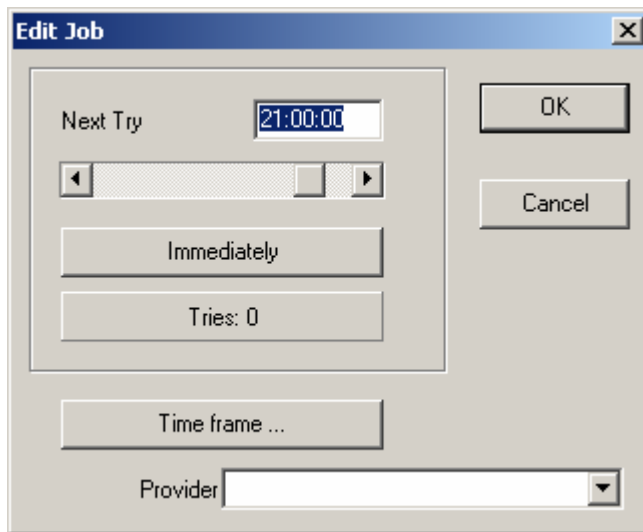 Edit Job
Next Try 21:00:00
OK
Cancel
Immediately
Tries: 0
Time frame ...
Provider